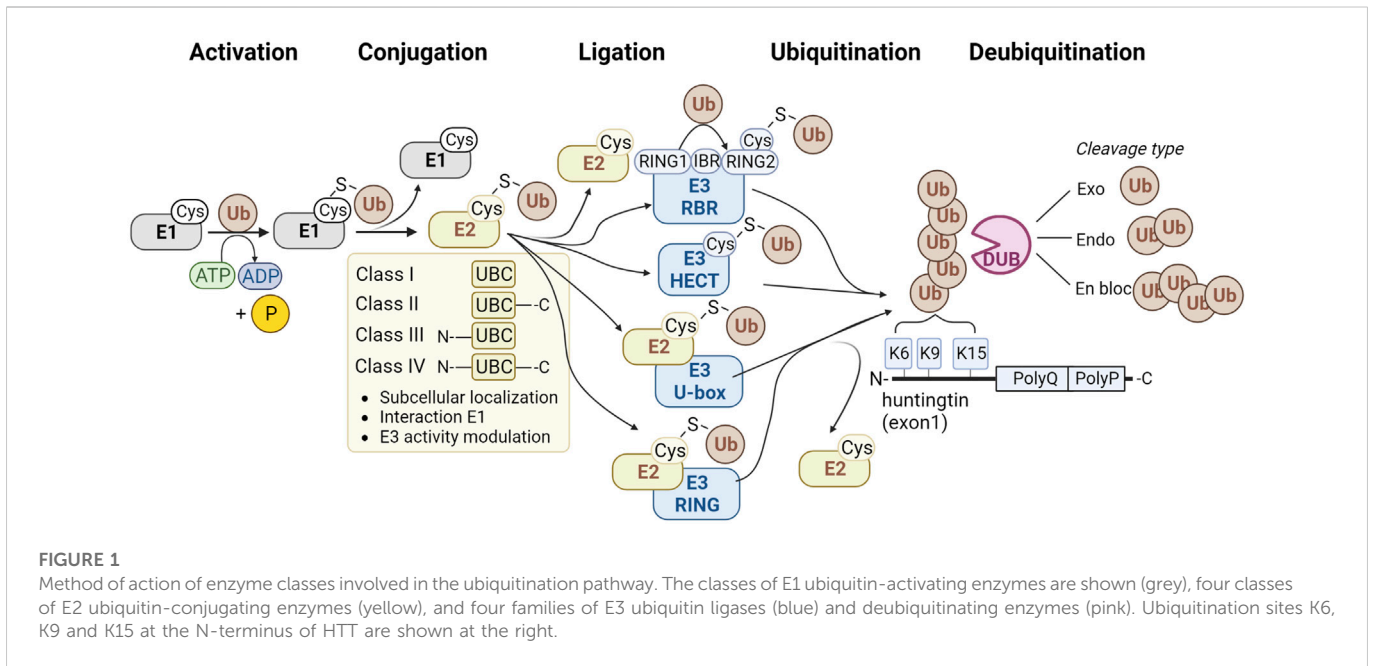 Activation
Conjugation
Ligation
Ubiquitination
Deubiquitination
E1
Cys
Ub
ATP
ADP
+ P
E1
Cys
S
Ub
E1
Cys
E2
Cys
S
Ub
Class I UBC
Class II UBC -C
Class III N- UBC
Class IV N- UBC -C
• Subcellular localization
• Interaction E1
• E3 activity modulation
E2
Cys
Ub
RING1 IBR RING2
Cys
S
Ub
E3
RBR
E3
HECT
Cys
S
Ub
E2
Cys
S
Ub
E3
U-box
E2
Cys
S
Ub
E3
RING
E2
Cys
Ub
Ub
Ub
Ub
Ub
DUB
Cleavage type
Exo Ub
Endo Ub Ub
En bloc Ub Ub Ub Ub
K6 K9 K15
N- PolyQ PolyP -C
huntingtin
(exon1)
FIGURE 1
Method of action of enzyme classes involved in the ubiquitination pathway. The classes of E1 ubiquitin-activating enzymes are shown (grey), four classes
of E2 ubiquitin-conjugating enzymes (yellow), and four families of E3 ubiquitin ligases (blue) and deubiquitinating enzymes (pink). Ubiquitination sites K6,
K9 and K15 at the N-terminus of HTT are shown at the right.